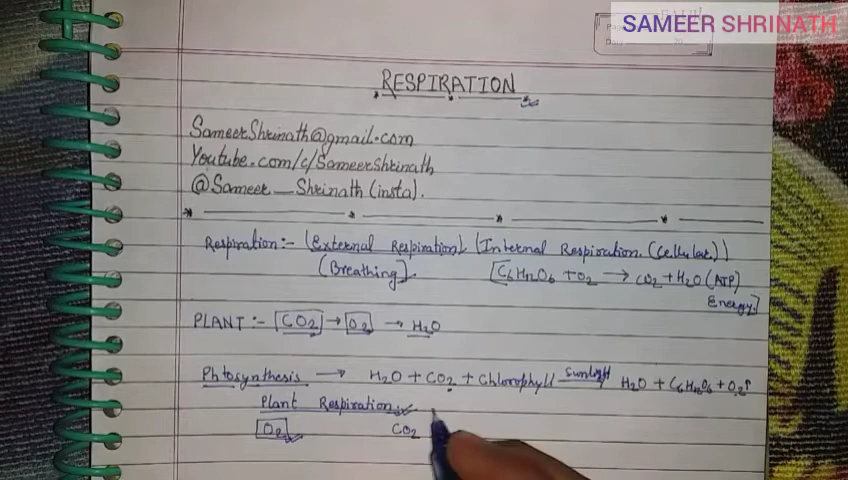 SAMEER SHRINATH
RESPIRATION
SameerShrinath@gmail.com
Youtube.com/c/Sameershrinath
@Sameer_Shrinath (insta).
Respiration:- (External Respiration) (Internal Respiration (Cellular))
(Breathing) [C6H12O6 + O2 → CO2 + H2O (ATP)
Energy.]
PLANT :- CO2 → O2 → H2O
Phtosynthesis → H2O + CO2 + Chlorophyll Sunlight H2O + C6H12O6 + O2↑
Plant Respiration
O2 CO2